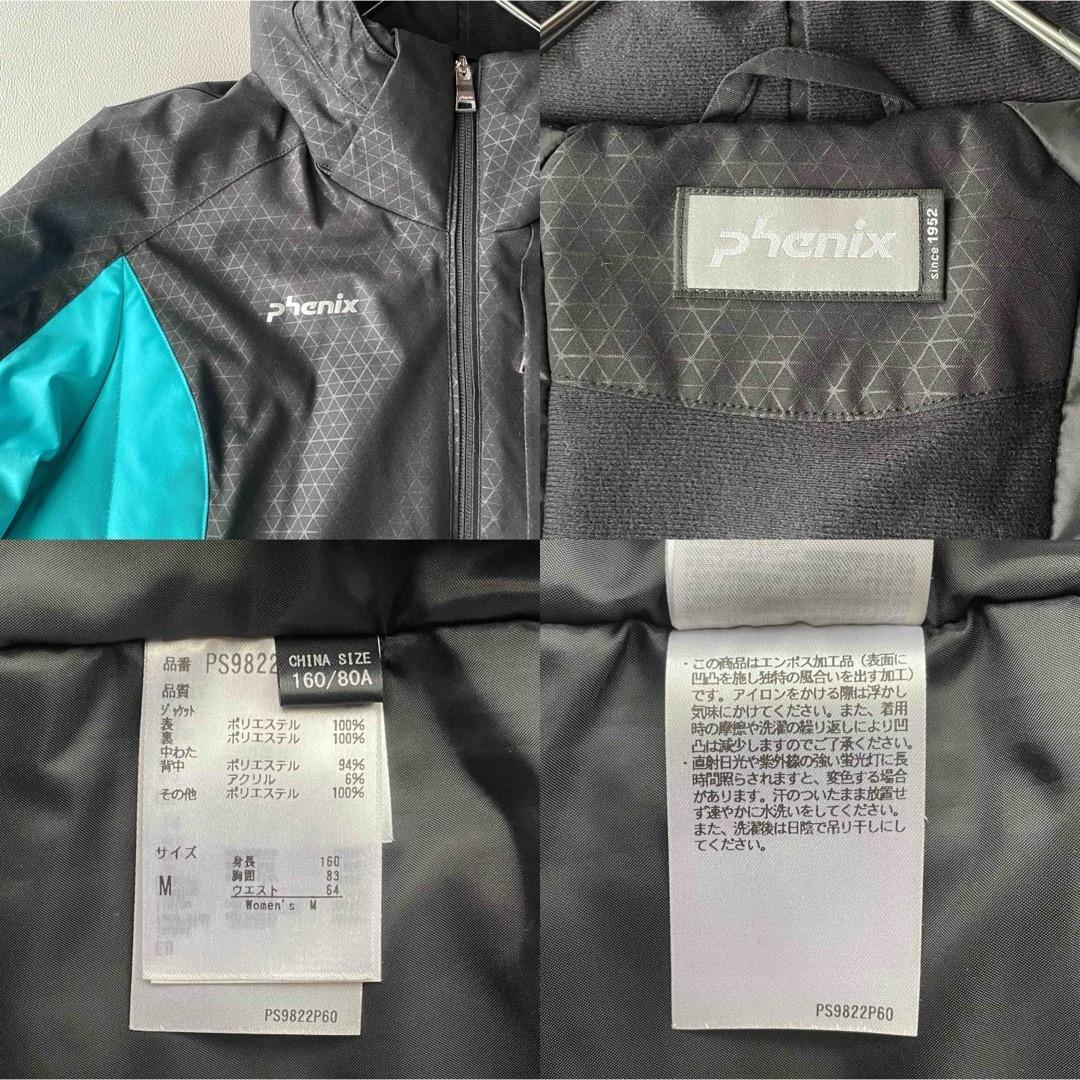 phenix
phenix
phenix
since 1952
品番 PS9822
CHINA SIZE
160/80A
品質
ジャケット
表 ポリエステル 100%
裏 ポリエステル 100%
中わた
背中 ポリエステル 94%
アクリル 6%
その他 ポリエステル 100%
サイズ
M
身長 160
胸囲 83
ウエスト 64
Women's M
PS9822P60
・この商品はエンボス加工品(表面に
凹凸を施し独特の風合いを出す加工)
です。アイロンをかける際は浮かし
気味にかけてください。また、着用
時の摩擦や洗濯の繰り返しにより凹
凸は減少しますのでご了承ください。
・直射日光や紫外線の強い蛍光灯に長
時間照らされますと、変色する場合
があります。汗のついたまま放置せ
ず速やかに水洗いをしてください。
また、洗濯後は日陰で吊り干しにし
てください。
PS9822P60